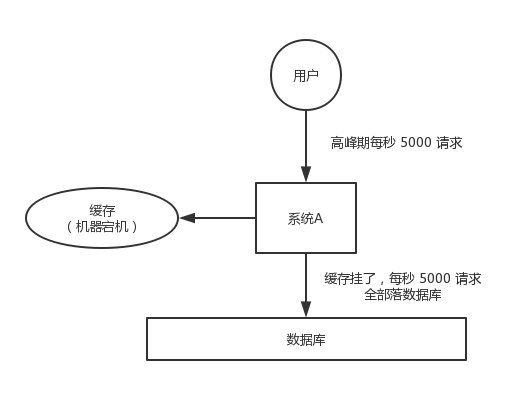 用户
高峰期每秒 5000 请求
缓存
（机器宕机）
系统A
缓存挂了，每秒 5000 请求
全部落数据库
数据库